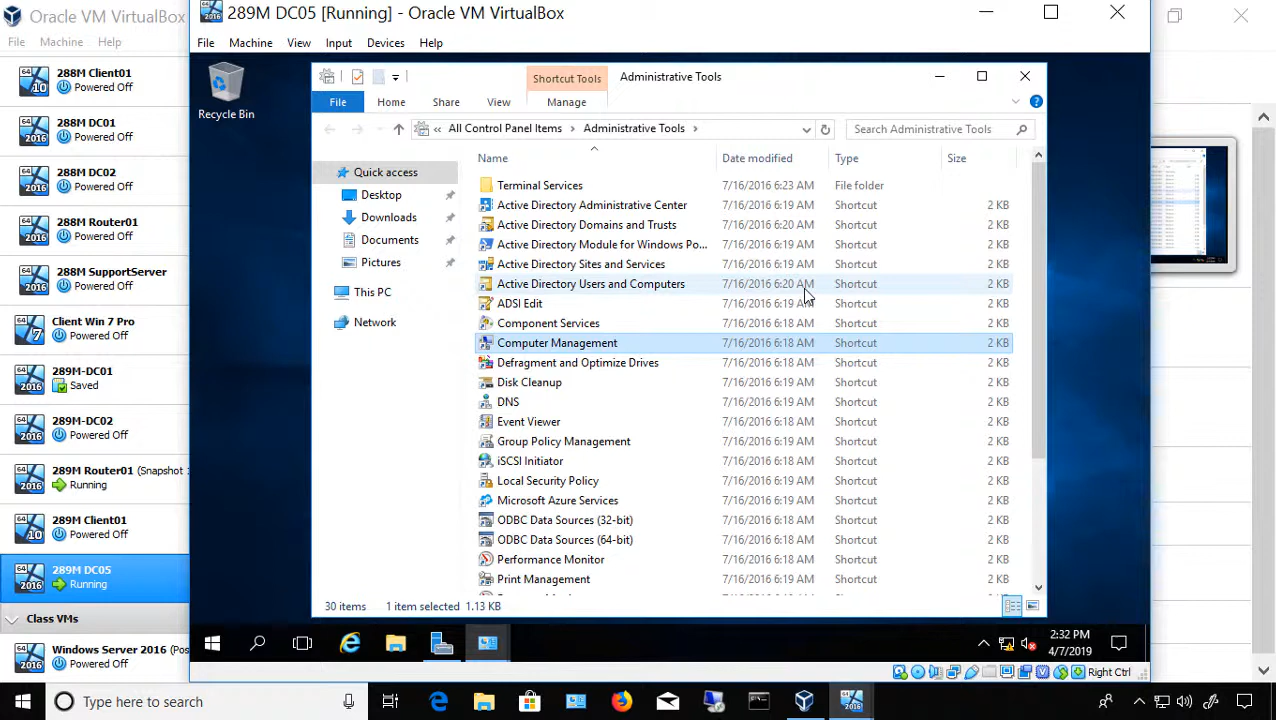 Oracle VM VirtualBox
File Machine Help
288M Client01
Powered Off
288M DC01
Powered Off
288M
Powered Off
288M Router01
Powered Off
288M SupportServer
Powered Off
Client Win 7 Pro
Powered Off
288M-DC01
Saved
288M-DC02
Powered Off
289M Router01 (Snapshot 1
Running
289M Client01
Powered Off
289M DC05
Running
Class VMs
Windows Server 2016 (Pos
Powered Off
289M DC05 [Running] - Oracle VM VirtualBox
File Machine View Input Devices Help
Recycle Bin
Shortcut Tools
Administrative Tools
File Home Share View Manage
« All Control Panel Items > Administrative Tools >
Search Administrative Tools
Quick access
Desktop
Downloads
Documents
Pictures
This PC
Network
Name Date modified Type Size
Terminal Services 7/16/2016 6:23 AM File folder
Active Directory Administrative Center 7/16/2016 6:19 AM Shortcut 2 KB
Active Directory Domains and Trusts 7/16/2016 6:20 AM Shortcut 2 KB
Active Directory Module for Windows Po... 7/16/2016 6:19 AM Shortcut 2 KB
Active Directory Sites and Services 7/16/2016 6:19 AM Shortcut 2 KB
Active Directory Users and Computers 7/16/2016 6:20 AM Shortcut 2 KB
ADSI Edit 7/16/2016 6:19 AM Shortcut 2 KB
Component Services 7/16/2016 6:18 AM Shortcut 2 KB
Computer Management 7/16/2016 6:18 AM Shortcut 2 KB
Defragment and Optimize Drives 7/16/2016 6:18 AM Shortcut 2 KB
Disk Cleanup 7/16/2016 6:19 AM Shortcut 2 KB
DNS 7/16/2016 6:19 AM Shortcut 2 KB
Event Viewer 7/16/2016 6:18 AM Shortcut 2 KB
Group Policy Management 7/16/2016 6:19 AM Shortcut 2 KB
iSCSI Initiator 7/16/2016 6:18 AM Shortcut 2 KB
Local Security Policy 7/16/2016 6:19 AM Shortcut 2 KB
Microsoft Azure Services 7/16/2016 6:19 AM Shortcut 2 KB
ODBC Data Sources (32-bit) 7/16/2016 6:18 AM Shortcut 2 KB
ODBC Data Sources (64-bit) 7/16/2016 6:18 AM Shortcut 2 KB
Performance Monitor 7/16/2016 6:18 AM Shortcut 2 KB
Print Management 7/16/2016 6:19 AM Shortcut 2 KB
30 items 1 item selected 1.13 KB
2:32 PM
4/7/2019
Right Ctrl
Type here to search